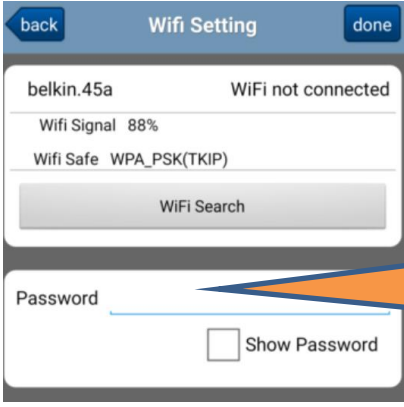 back Wifi Setting done
belkin.45a WiFi not connected
Wifi Signal 88%
Wifi Safe WPA_PSK(TKIP)
WiFi Search
Password
Show Password